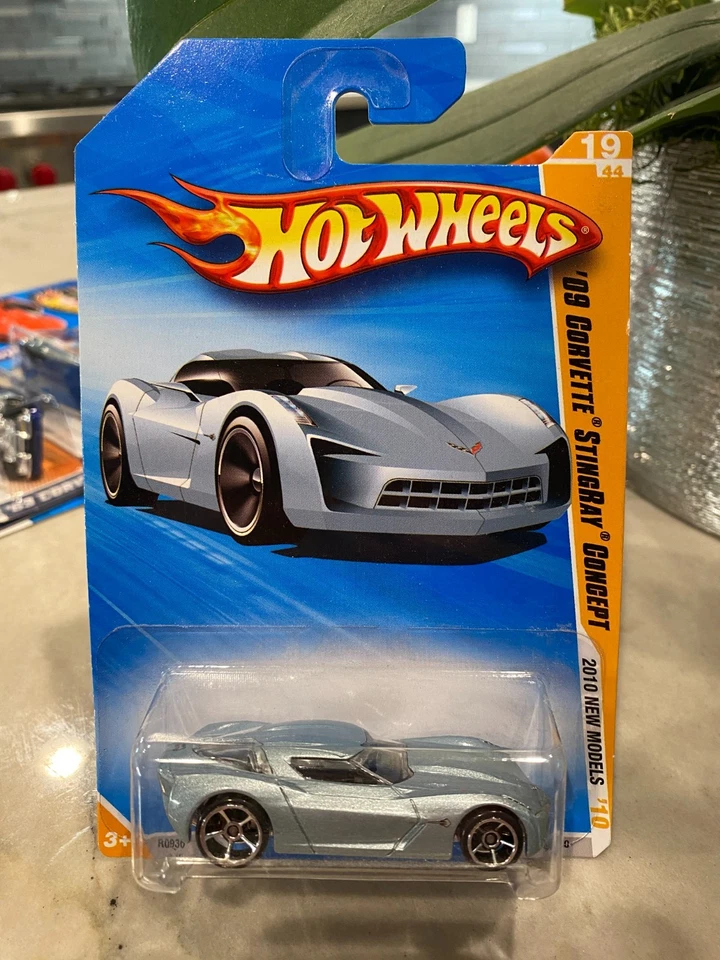 19
44
HOT WHEELS®
'09 CORVETTE® STINGRAY® CONCEPT
2010 NEW MODELS '10
3+